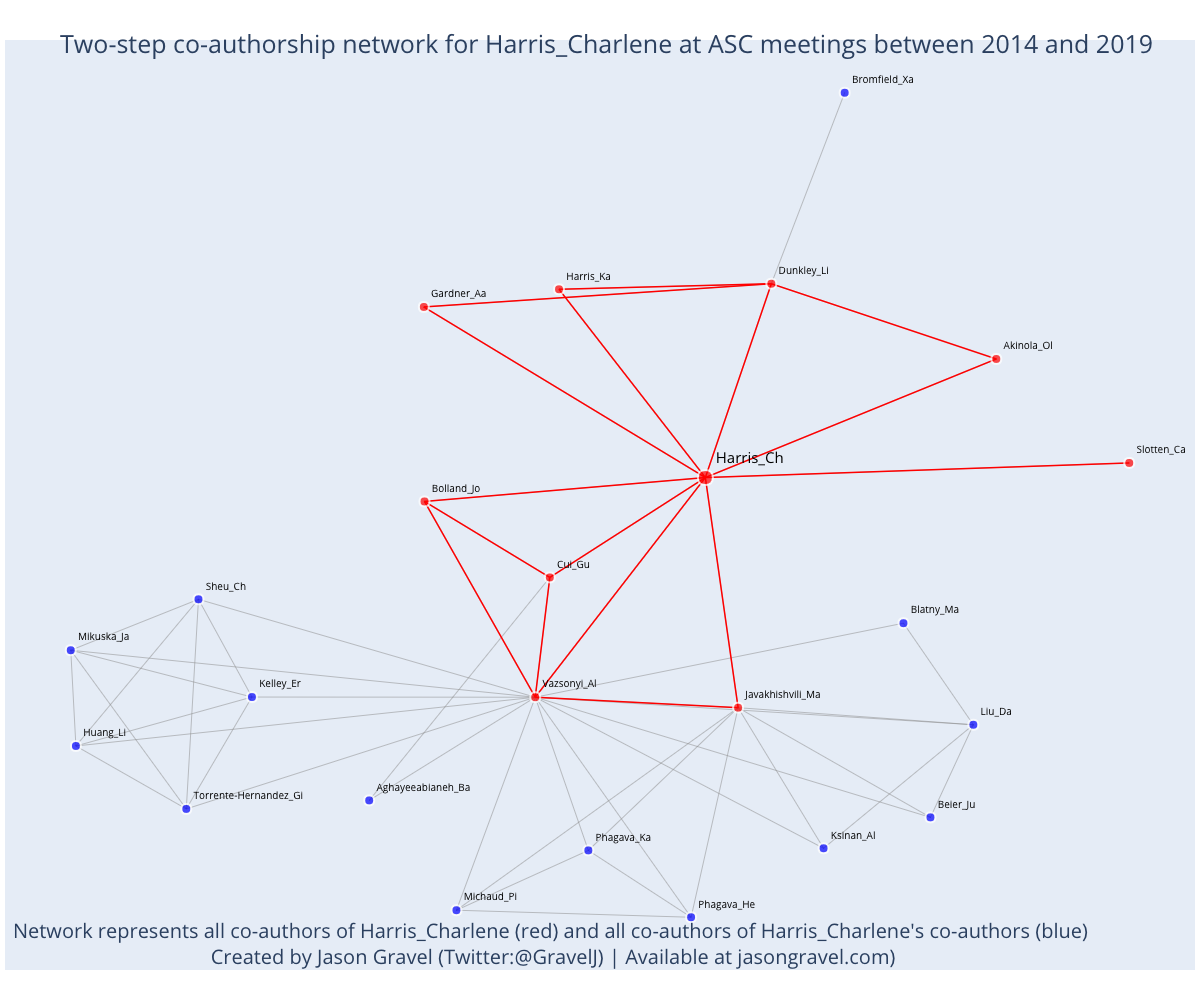 Two-step co-authorship network for Harris_Charlene at ASC meetings between 2014 and 2019
Bromfield_Xa
Dunkley_Li
Harris_Ka
Gardner_Aa
Akinola_Ol
Slotten_Ca
Harris_Ch
Bolland_Jo
Cui_Gu
Sheu_Ch
Blatny_Ma
Mikuska_Ja
Kelley_Er
Vazsonyi_Al
Javakhishvili_Ma
Liu_Da
Huang_Li
Aghayeeabianeh_Ba
Torrente-Hernandez_Gi
Beier_Ju
Ksinan_Al
Phagava_Ka
Michaud_Pi
Phagava_He
Network represents all co-authors of Harris_Charlene (red) and all co-authors of Harris_Charlene's co-authors (blue)
Created by Jason Gravel (Twitter:@GravelJ) | Available at jasongravel.com)